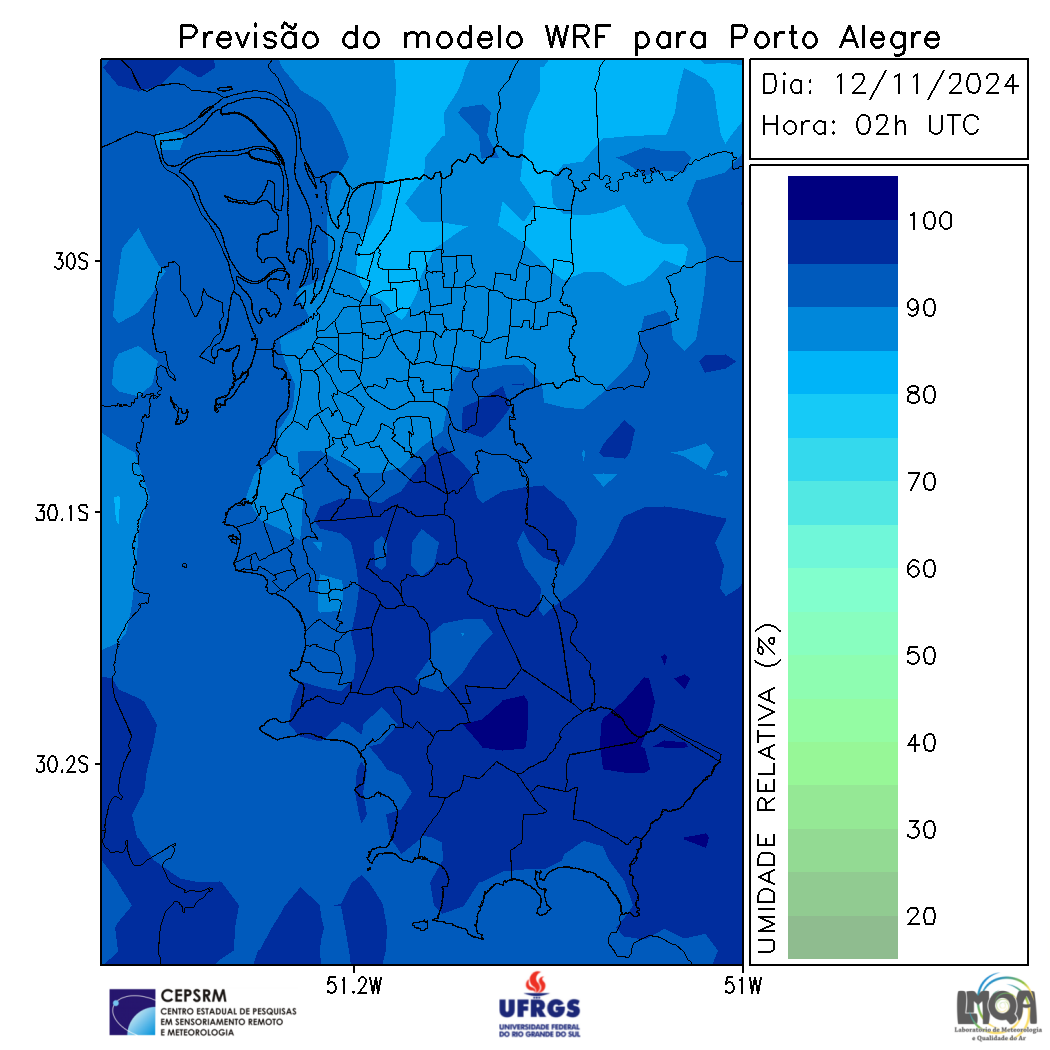 Previsão do modelo WRF para Porto Alegre
Dia: 12/11/2024
Hora: 02h UTC
100
90
80
70
60
50
40
30
20
UMIDADE RELATIVA (%)
30S
30.1S
30.2S
51.2W
51W
CEPSRM
CENTRO ESTADUAL DE PESQUISAS
EM SENSORIAMENTO REMOTO
E METEOROLOGIA
UFRGS
UNIVERSIDADE FEDERAL
DO RIO GRANDE DO SUL
LMQA
Laboratório de Meteorologia
e Qualidade do Ar